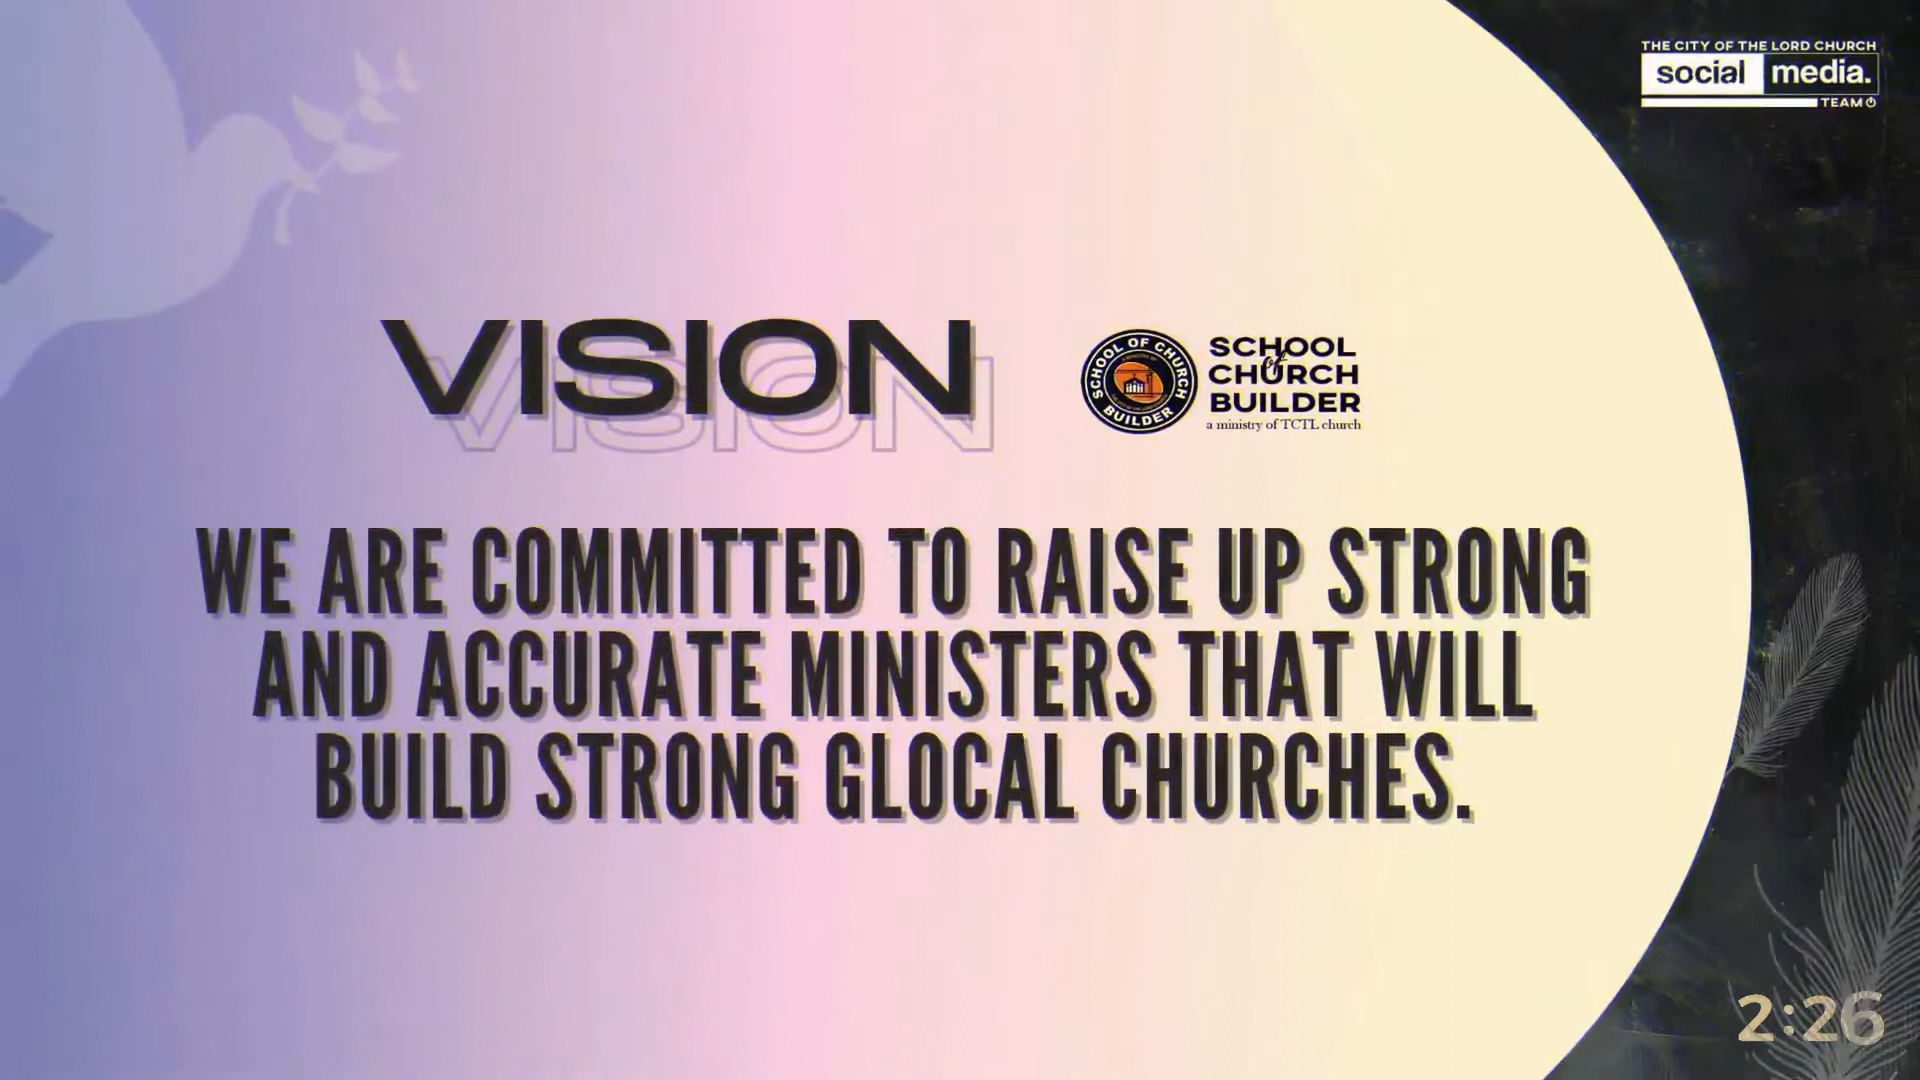 THE CITY OF THE LORD CHURCH
social media.
TEAM
VISION
VISION
SCHOOL OF CHURCH
BUILDER
SCHOOL
of
CHURCH
BUILDER
a ministry of TCTL church
WE ARE COMMITTED TO RAISE UP STRONG
AND ACCURATE MINISTERS THAT WILL
BUILD STRONG GLOCAL CHURCHES.
2:26